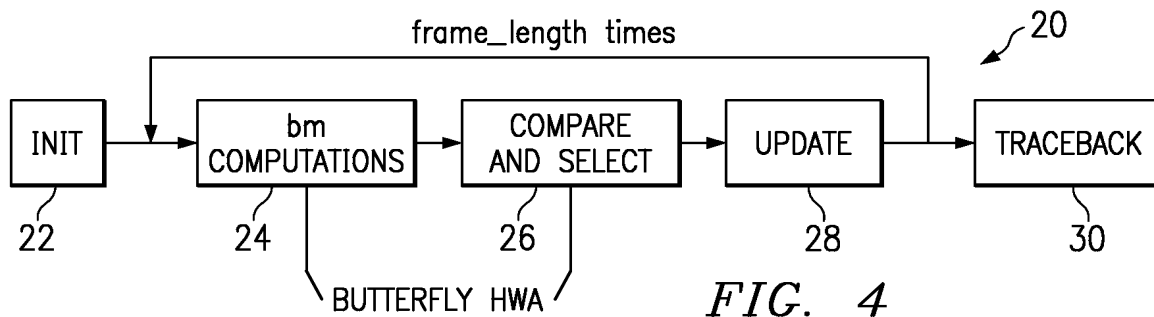 frame_length times
20
INIT
bm
COMPUTATIONS
COMPARE
AND SELECT
UPDATE
TRACEBACK
22
24
26
28
30
BUTTERFLY HWA
FIG. 4